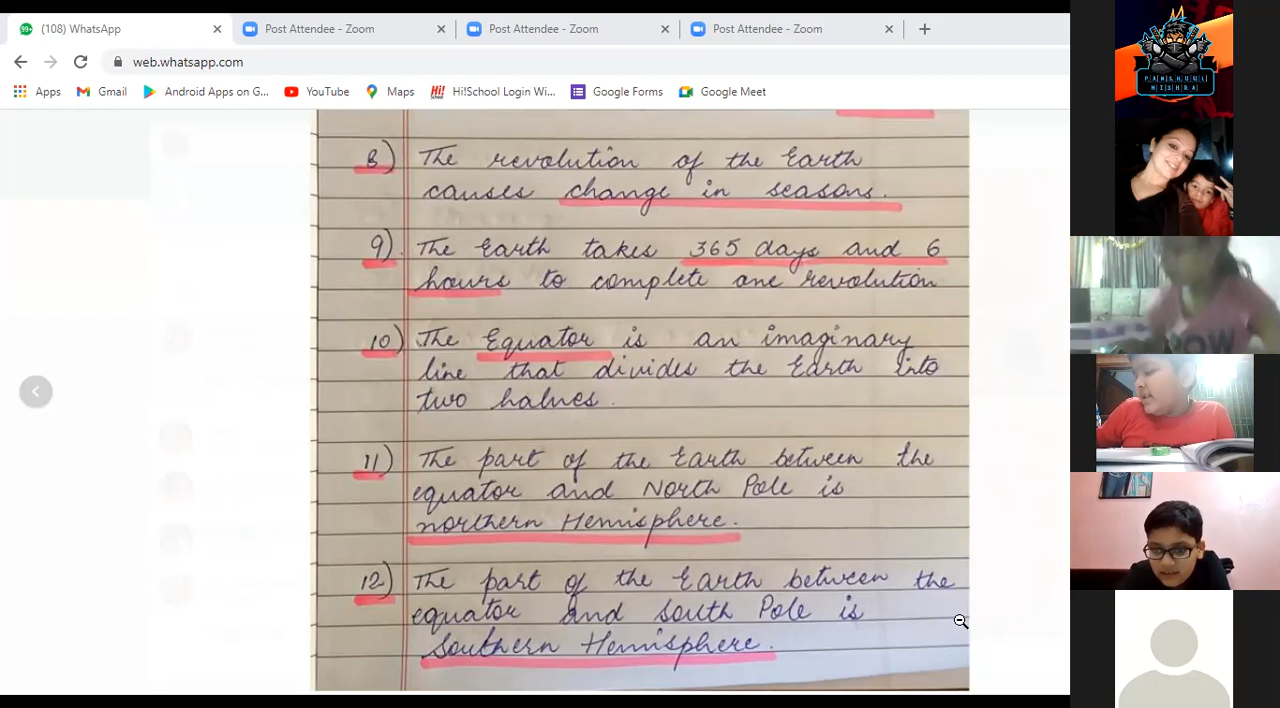 (108) WhatsApp
Post Attendee - Zoom
Post Attendee - Zoom
Post Attendee - Zoom
web.whatsapp.com
Apps
Gmail
Android Apps on G...
YouTube
Maps
Hi!School Login Wi...
Google Forms
Google Meet
8) The revolution of the Earth
causes change in seasons.
9). The Earth takes 365 days and 6
hours to complete one revolution
10) The Equator is an imaginary
line that divides the Earth into
two halves.
11) The part of the Earth between the
equator and North Pole is
northern Hemisphere.
12) The part of the Earth between the
equator and south Pole is
southern Hemisphere.
PANSHUUL
MISHRA